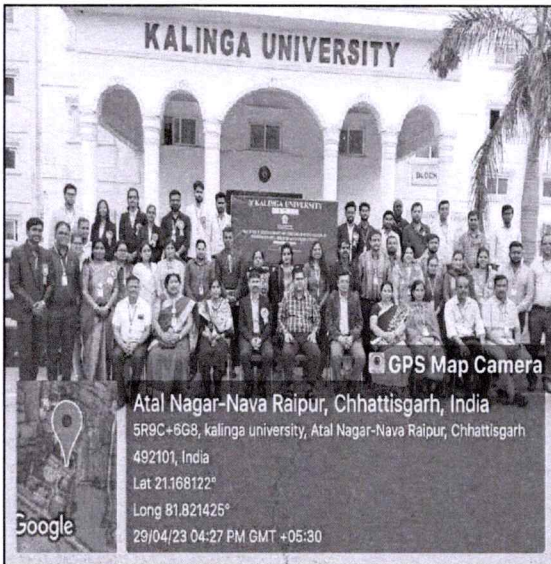 KALINGA UNIVERSITY
BLOCK
KALINGA UNIVERSITY
GPS Map Camera
Atal Nagar-Nava Raipur, Chhattisgarh, India
5R9C+6G8, kalinga university, Atal Nagar-Nava Raipur, Chhattisgarh
492101, India
Lat 21.168122°
Long 81.821425°
29/04/23 04:27 PM GMT +05:30
Google